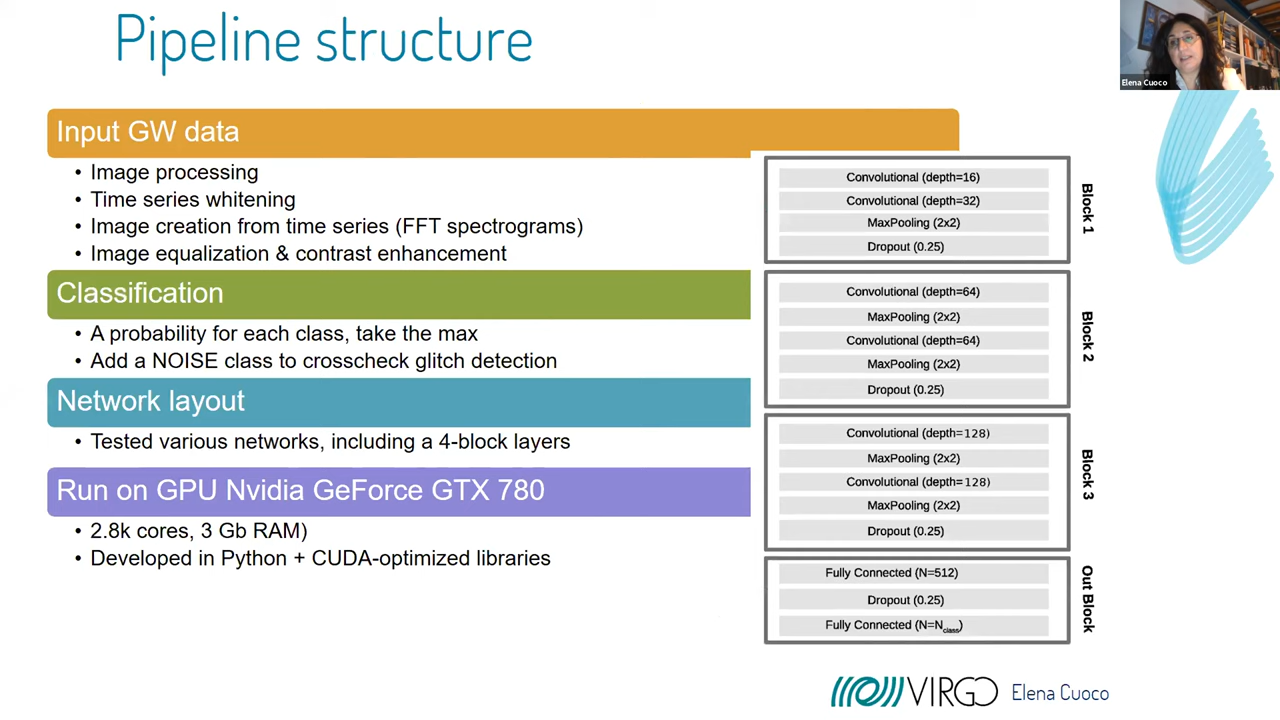 Pipeline structure
Elena Cuoco
Input GW data
• Image processing
• Time series whitening
• Image creation from time series (FFT spectrograms)
• Image equalization & contrast enhancement
Classification
• A probability for each class, take the max
• Add a NOISE class to crosscheck glitch detection
Network layout
• Tested various networks, including a 4-block layers
Run on GPU Nvidia GeForce GTX 780
• 2.8k cores, 3 Gb RAM)
• Developed in Python + CUDA-optimized libraries
Convolutional (depth=16)
Convolutional (depth=32)
MaxPooling (2x2)
Dropout (0.25)
Block 1
Convolutional (depth=64)
MaxPooling (2x2)
Convolutional (depth=64)
MaxPooling (2x2)
Dropout (0.25)
Block 2
Convolutional (depth=128)
MaxPooling (2x2)
Convolutional (depth=128)
MaxPooling (2x2)
Dropout (0.25)
Block 3
Fully Connected (N=512)
Dropout (0.25)
Fully Connected (N=Nclass)
Out Block
VIRGO
Elena Cuoco